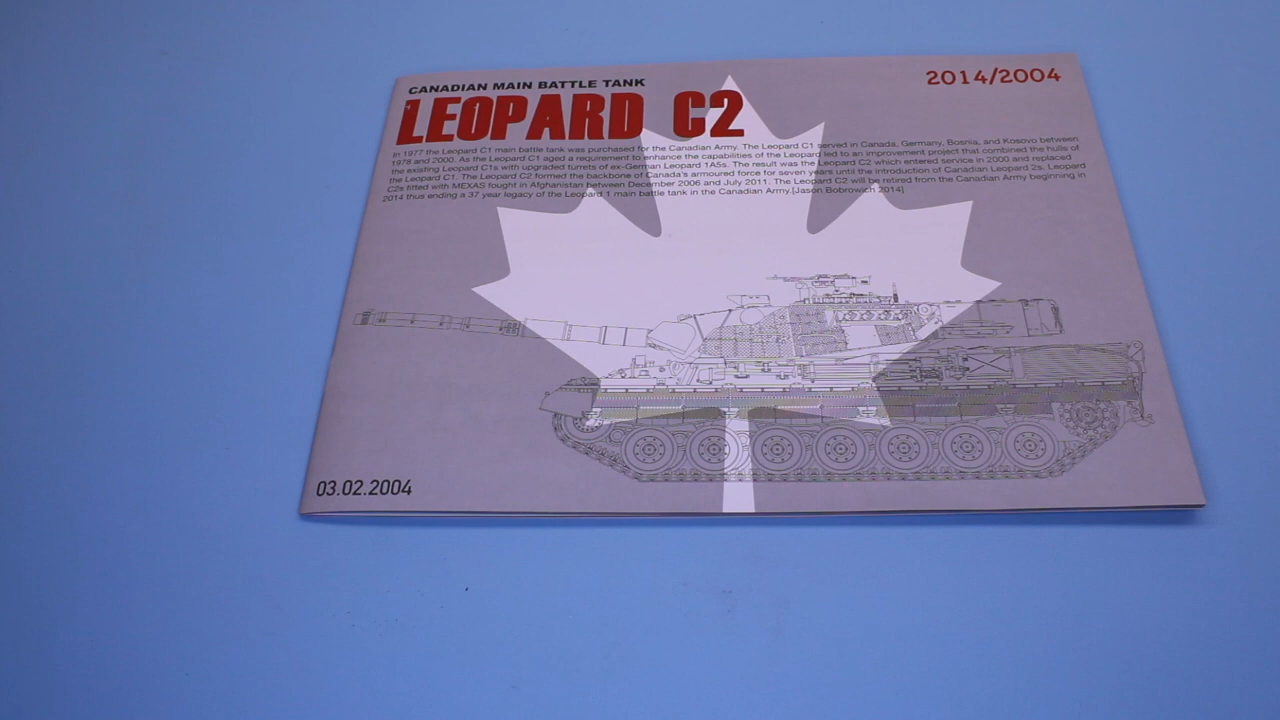 CANADIAN MAIN BATTLE TANK
LEOPARD C2
2014/2004
In 1977 the Leopard C1 main battle tank was purchased for the Canadian Army. The Leopard C1 served in Canada, Germany, Bosnia, and Kosovo between
1978 and 2000. As the Leopard C1 aged a requirement to enhance the capabilities of the Leopard led to an improvement project that combined the hulls of
the existing Leopard C1s with upgraded turrets of ex-German Leopard 1A5s. The result was the Leopard C2 which entered service in 2000 and replaced
the Leopard C1. The Leopard C2 formed the backbone of Canada's armoured force for seven years until the introduction of Canadian Leopard 2s. Leopard
C2s fitted with MEXAS fought in Afghanistan between December 2006 and July 2011. The Leopard C2 will be retired from the Canadian Army beginning in
2014 thus ending a 37 year legacy of the Leopard 1 main battle tank in the Canadian Army.[Jason Bobrowich 2014]
03.02.2004